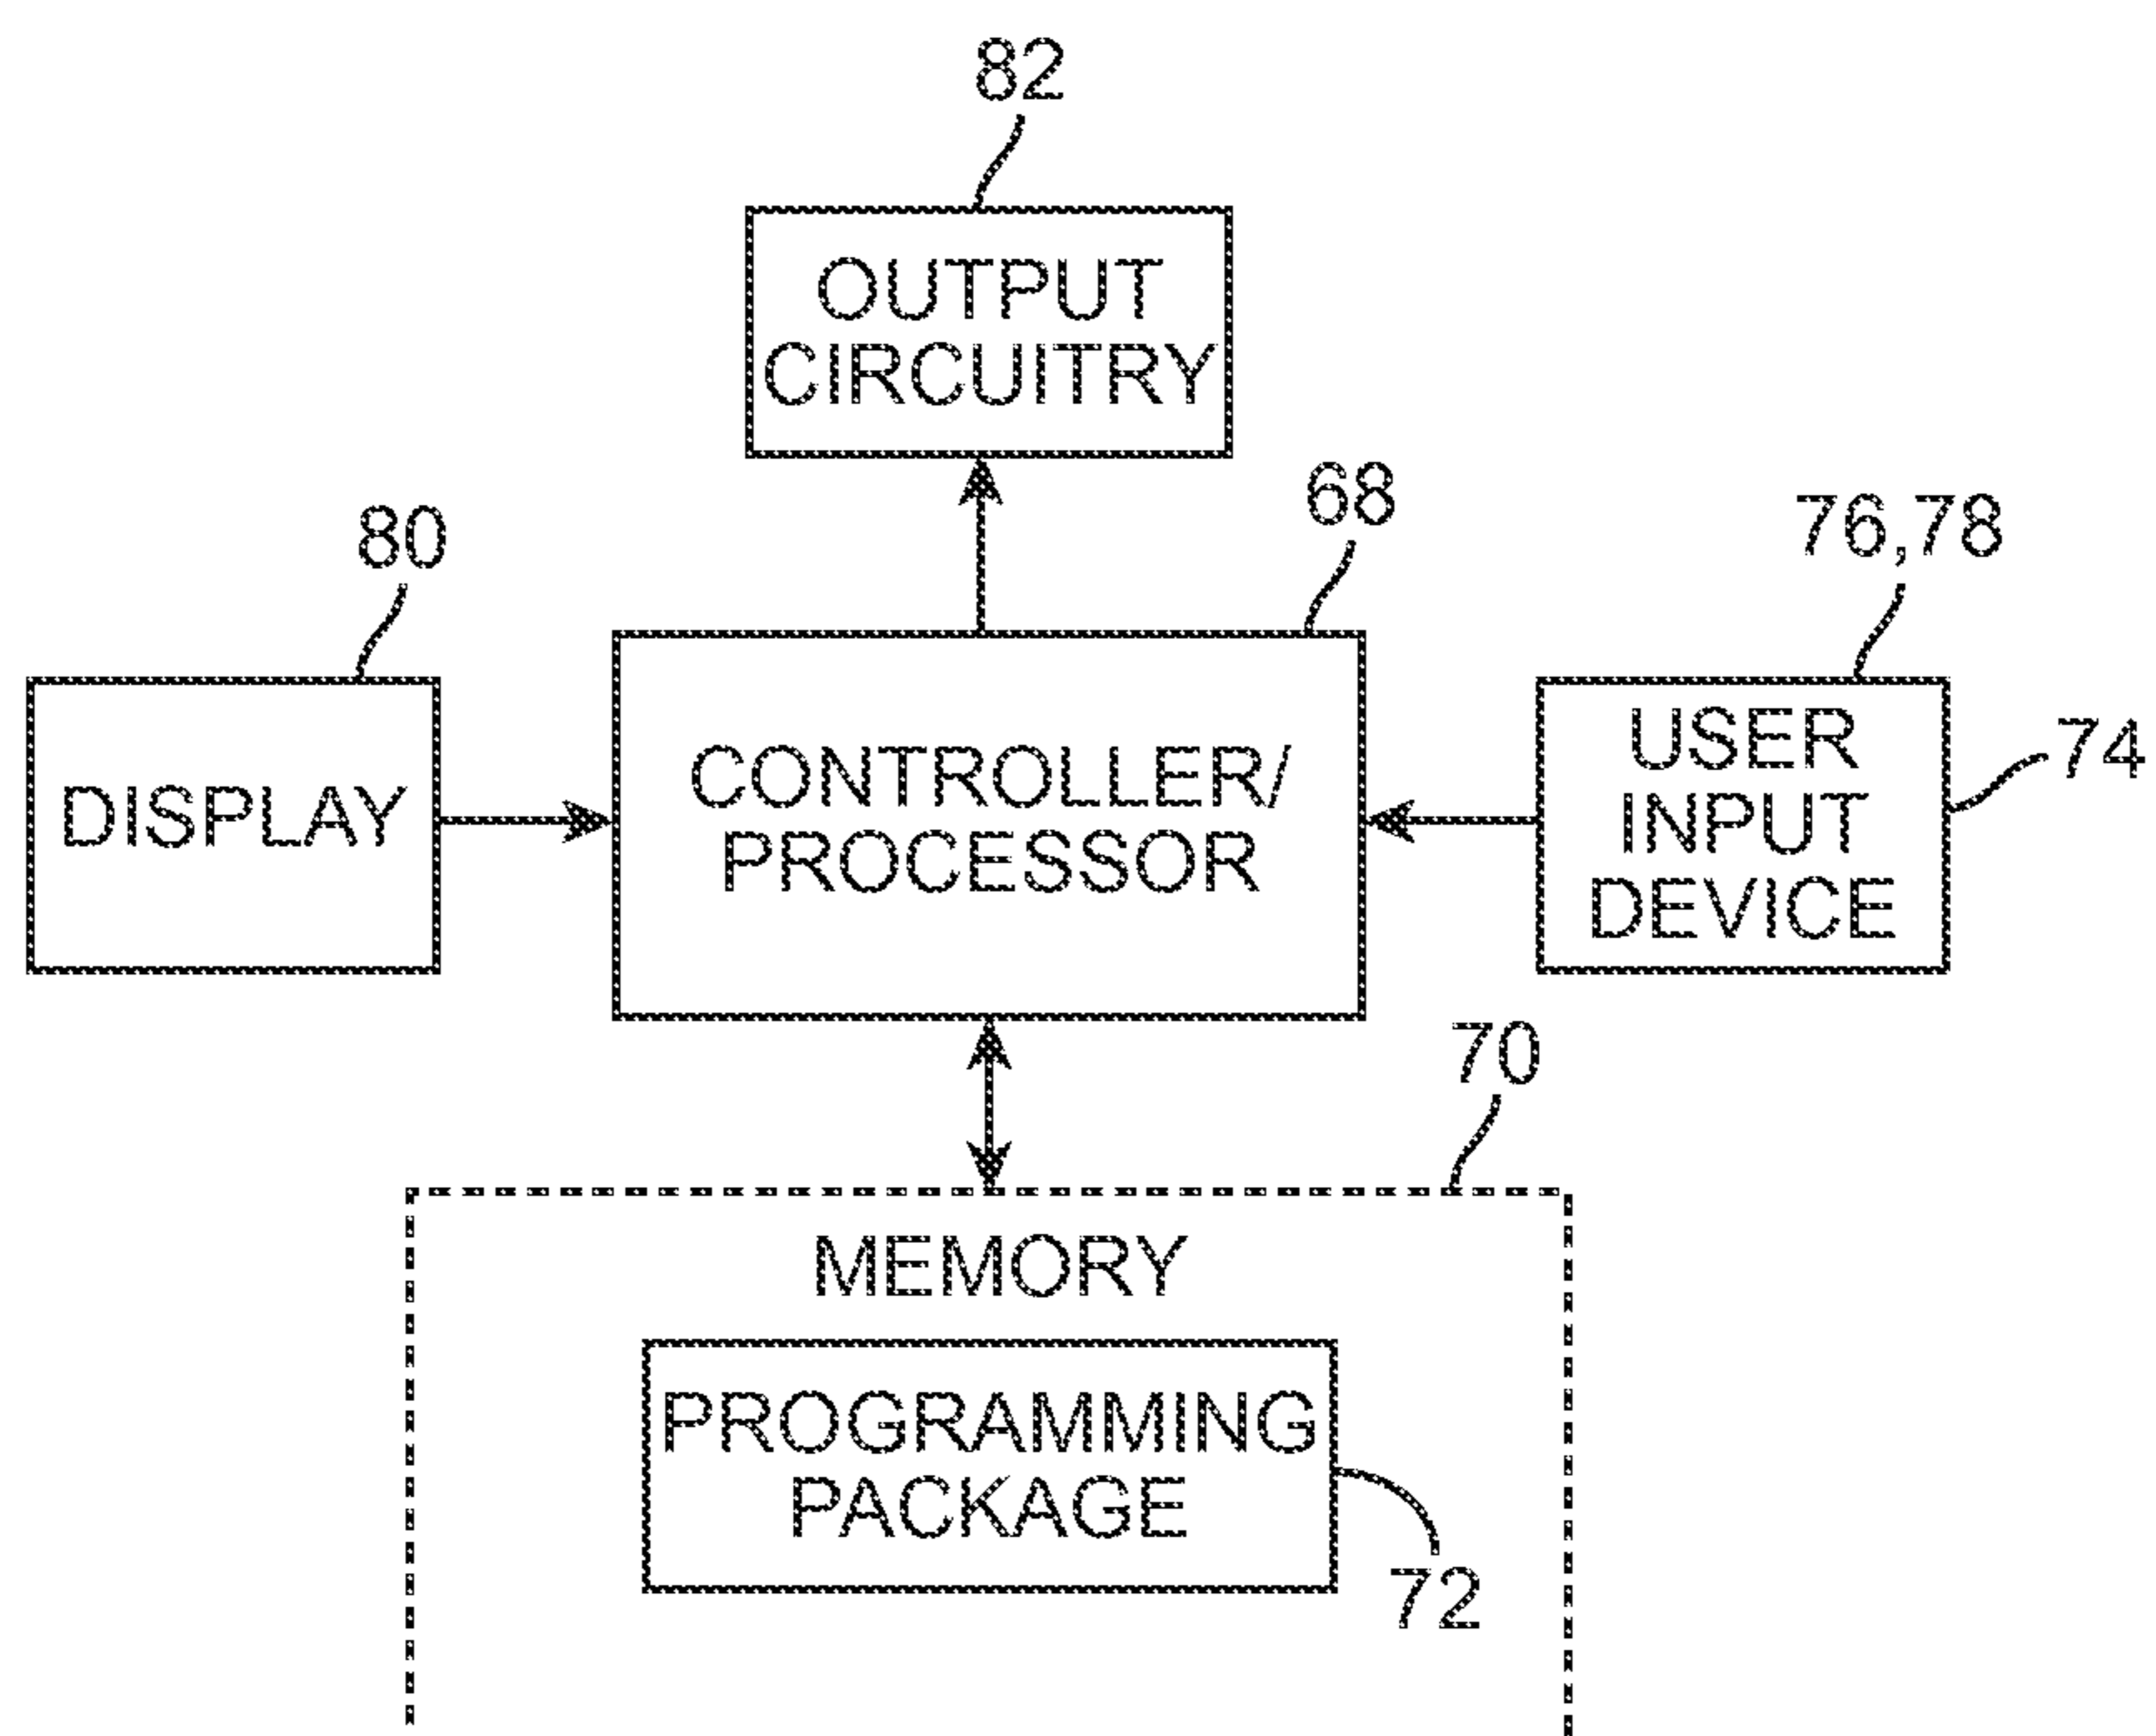 82
OUTPUT
CIRCUITRY
68
80
76,78
DISPLAY
CONTROLLER/
PROCESSOR
USER
INPUT
DEVICE
74
70
MEMORY
PROGRAMMING
PACKAGE
72